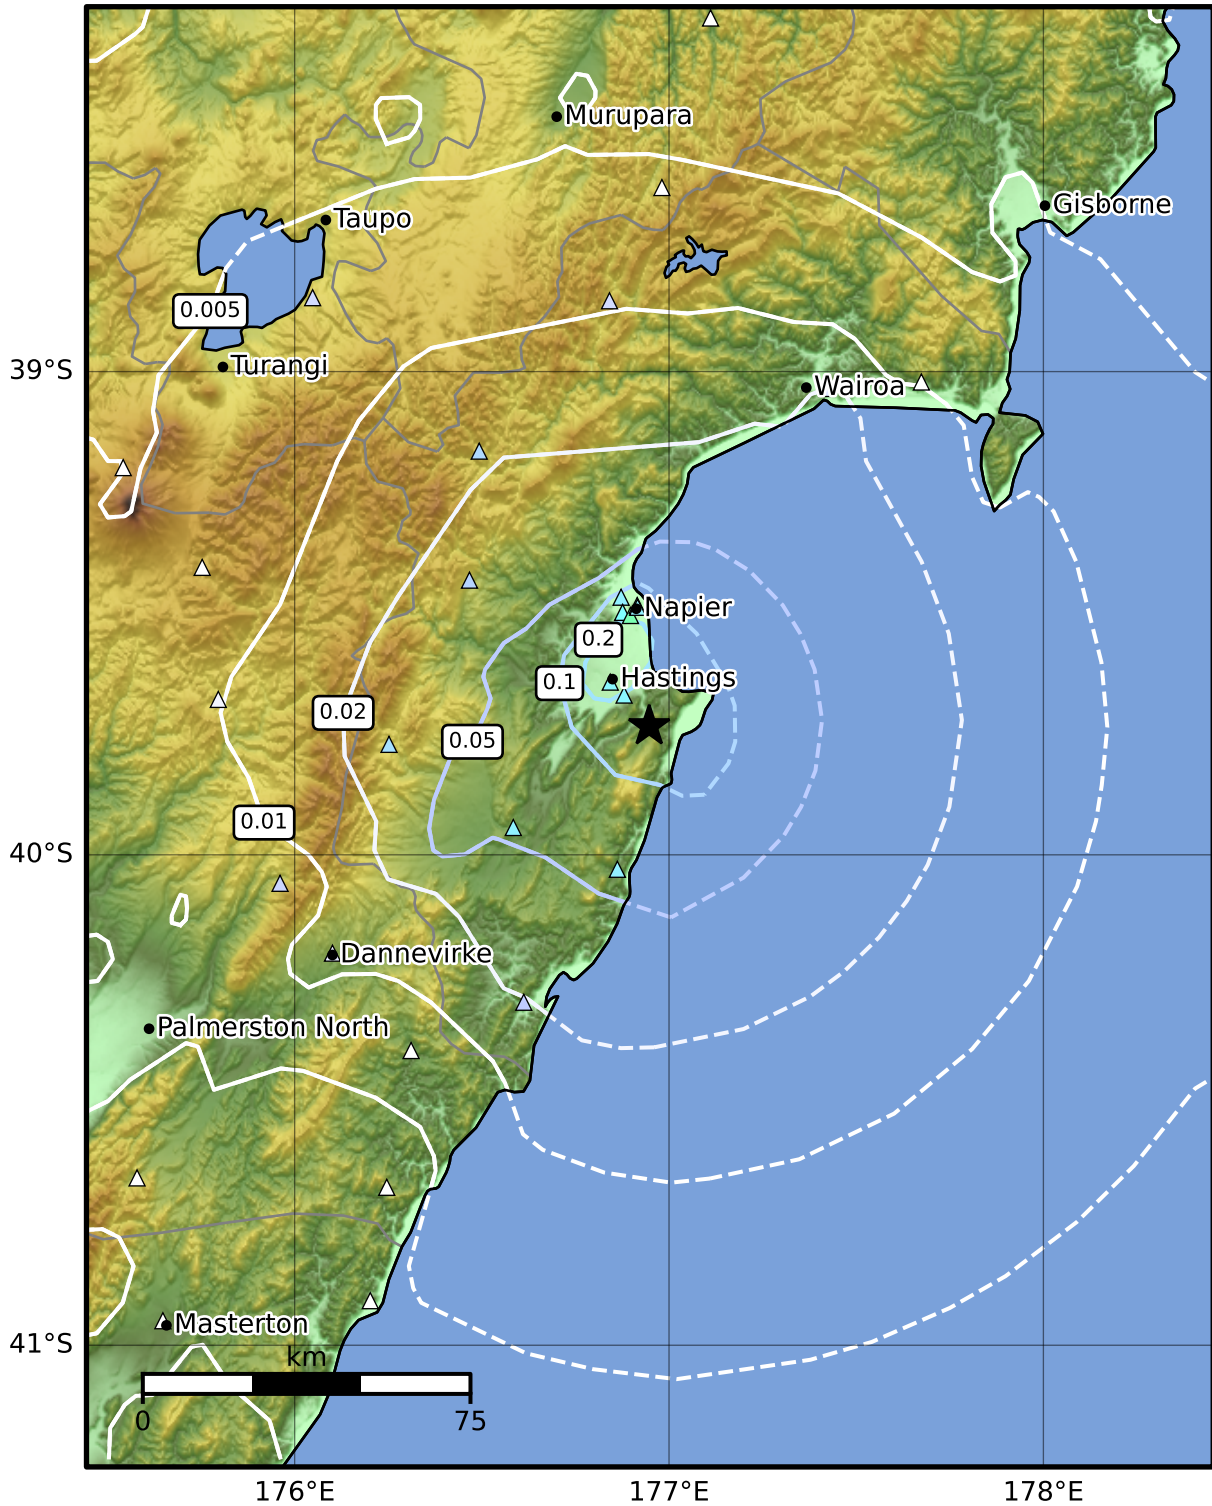 Murupara
Gisborne
Taupo
0.005
Turangi
39°S
Wairoa
Napier
0.2
Hastings
0.1
0.02
0.05
0.01
40°S
Dannevirke
Palmerston North
Masterton
41°S
km
0
75
176°E
177°E
178°E